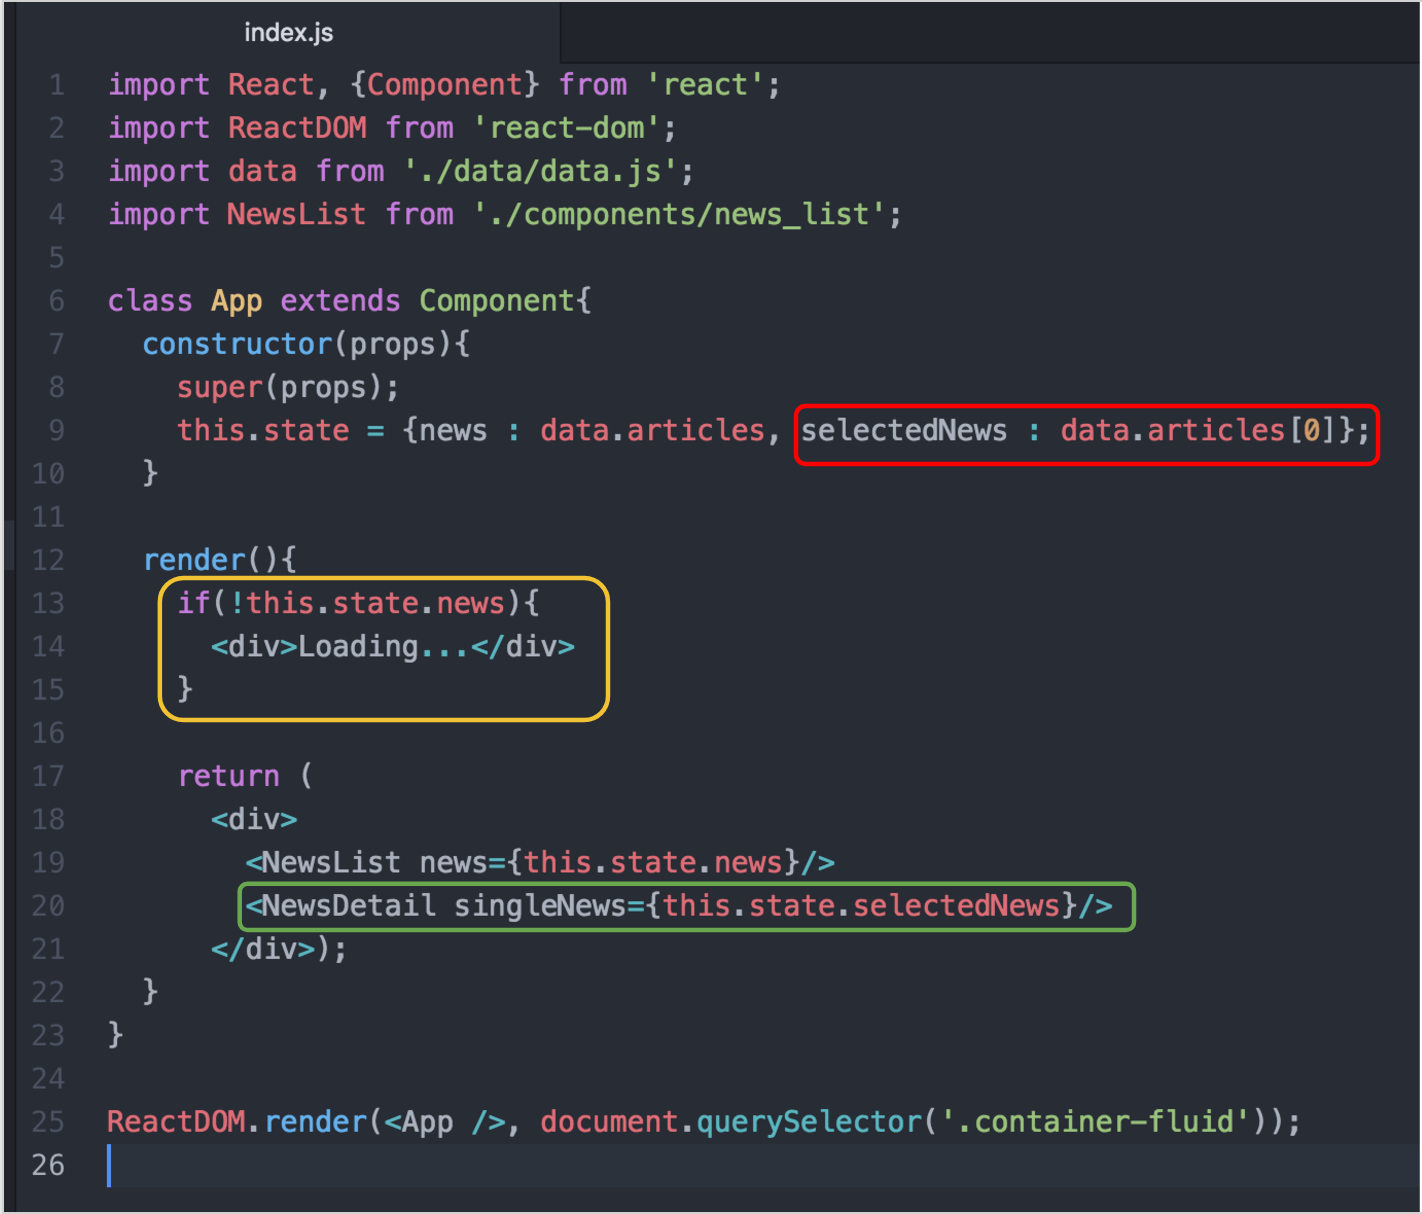 index.js
1 import React, {Component} from 'react';
2 import ReactDOM from 'react-dom';
3 import data from './data/data.js';
4 import NewsList from './components/news_list';
5
6 class App extends Component{
7   constructor(props){
8     super(props);
9     this.state = {news : data.articles, selectedNews : data.articles[0]};
10   }
11
12   render(){
13     if(!this.state.news){
14       <div>Loading...</div>
15     }
16
17     return (
18       <div>
19         <NewsList news={this.state.news}/>
20         <NewsDetail singleNews={this.state.selectedNews}/>
21       </div>);
22   }
23 }
24
25 ReactDOM.render(<App />, document.querySelector('.container-fluid'));
26